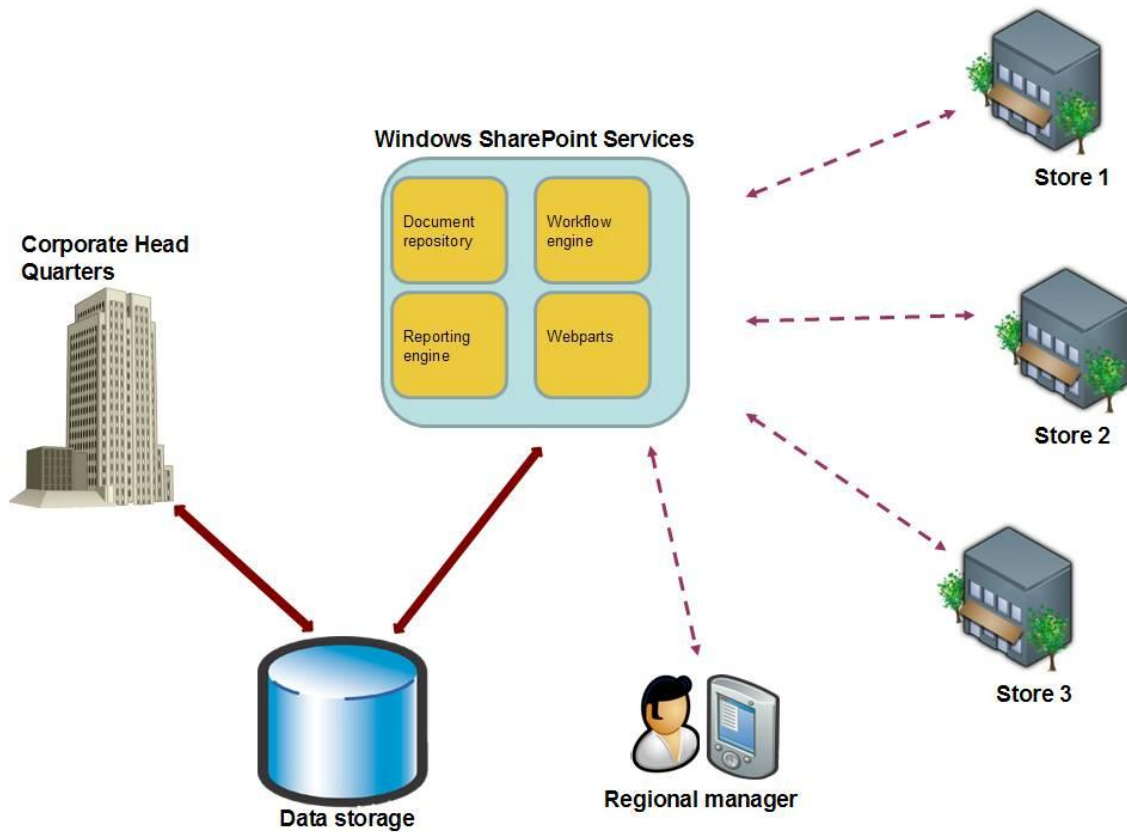 Windows SharePoint Services
Document
repository
Workflow
engine
Reporting
engine
Webparts
Corporate Head
Quarters
Store 1
Store 2
Store 3
Data storage
Regional manager